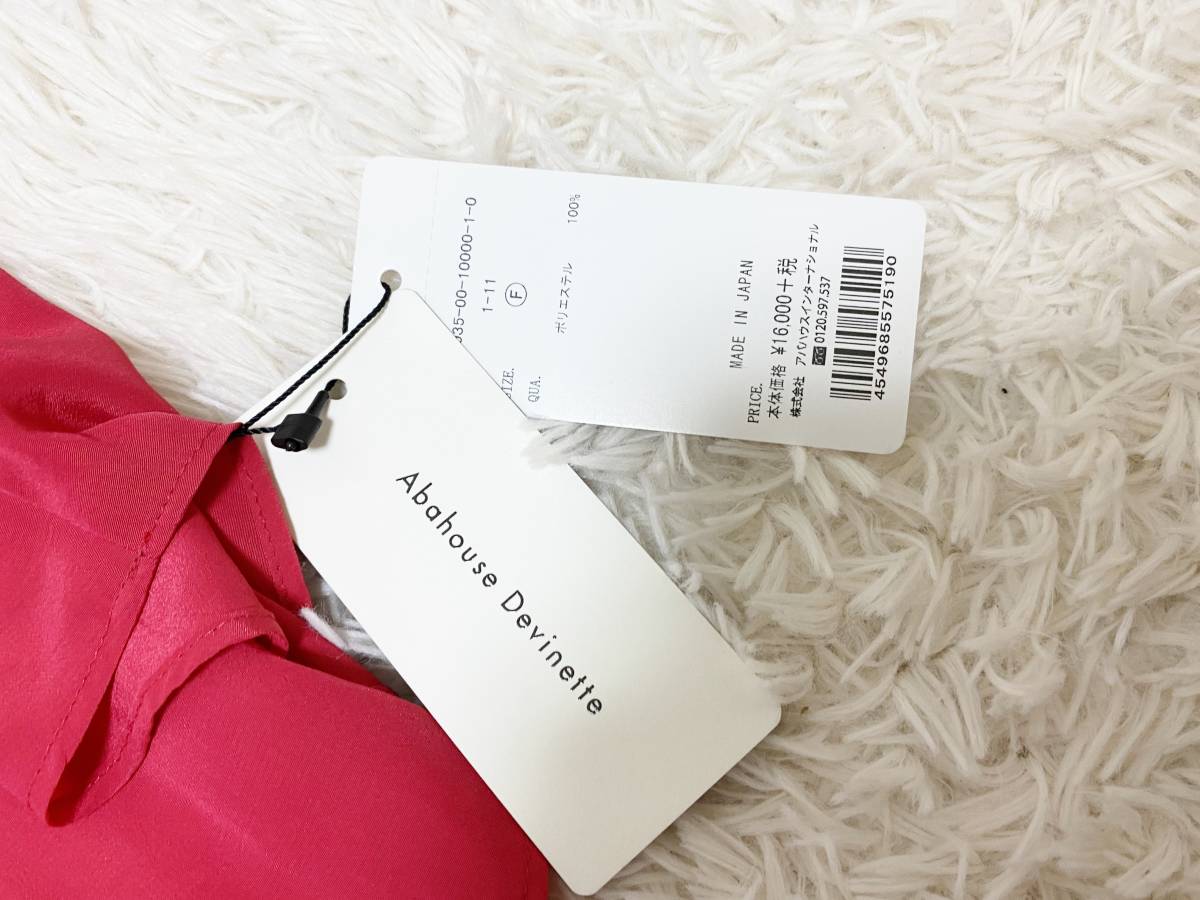 035-00-10000-1-0
1-11
SIZE. F
QUA.
ポリエステル 100%
MADE IN JAPAN
PRICE.
本体価格 ¥16,000+税
株式会社 アバハウスインターナショナル
0120.597.537
4549685575190
Abahouse Devinette